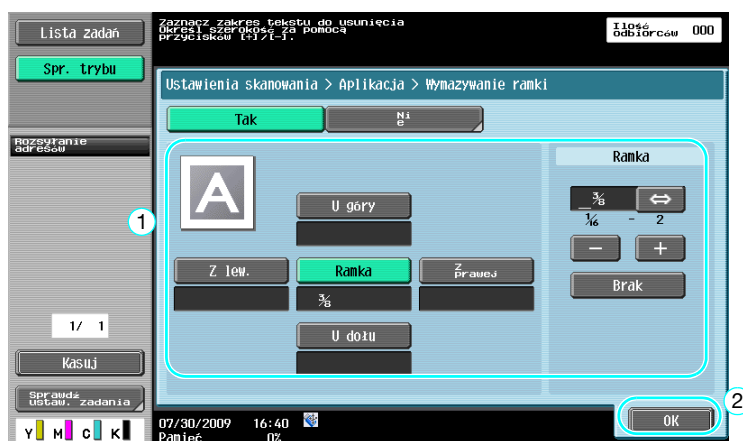 Lista zadań
Spr. trybu
Rozsyłanie
adresów
1/ 1
Kasuj
Sprawdź
ustaw. zadania
Y M C K
Zaznacz zakres tekstu do usunięcia
Określ szerokość za pomocą
przycisków [+]/[-].
Ilość
odbiorców 000
Ustawienia skanowania > Aplikacja > Wymazywanie ramki
Tak
Ni
e
A
U góry
Z lew.
Ramka
Z
prawej
3/8
U dołu
Ramka
3/8
1/16 - 2
- +
Brak
1
2
OK
07/30/2009 16:40
Pamięć 0%